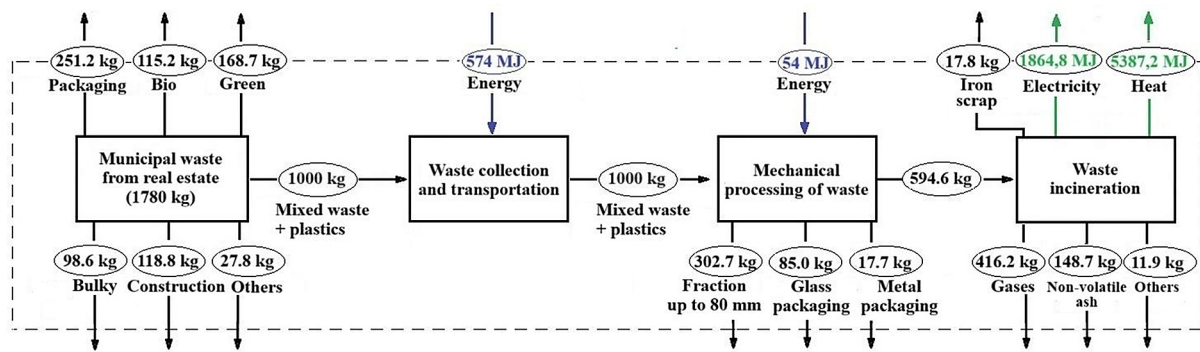 251.2 kg 115.2 kg 168.7 kg 574 MJ 54 MJ 17.8 kg 1864,8 MJ 5387,2 MJ
Packaging Bio Green Energy Energy Iron scrap Electricity Heat
Municipal waste
from real estate
(1780 kg)
1000 kg
Mixed waste
+ plastics
Waste collection
and transportation
1000 kg
Mixed waste
+ plastics
Mechanical
processing of waste
594.6 kg
Waste
incineration
98.6 kg 118.8 kg 27.8 kg
Bulky Construction Others
302.7 kg 85.0 kg 17.7 kg
Fraction
up to 80 mm
Glass
packaging
Metal
packaging
416.2 kg 148.7 kg 11.9 kg
Gases
Non-volatile
ash
Others